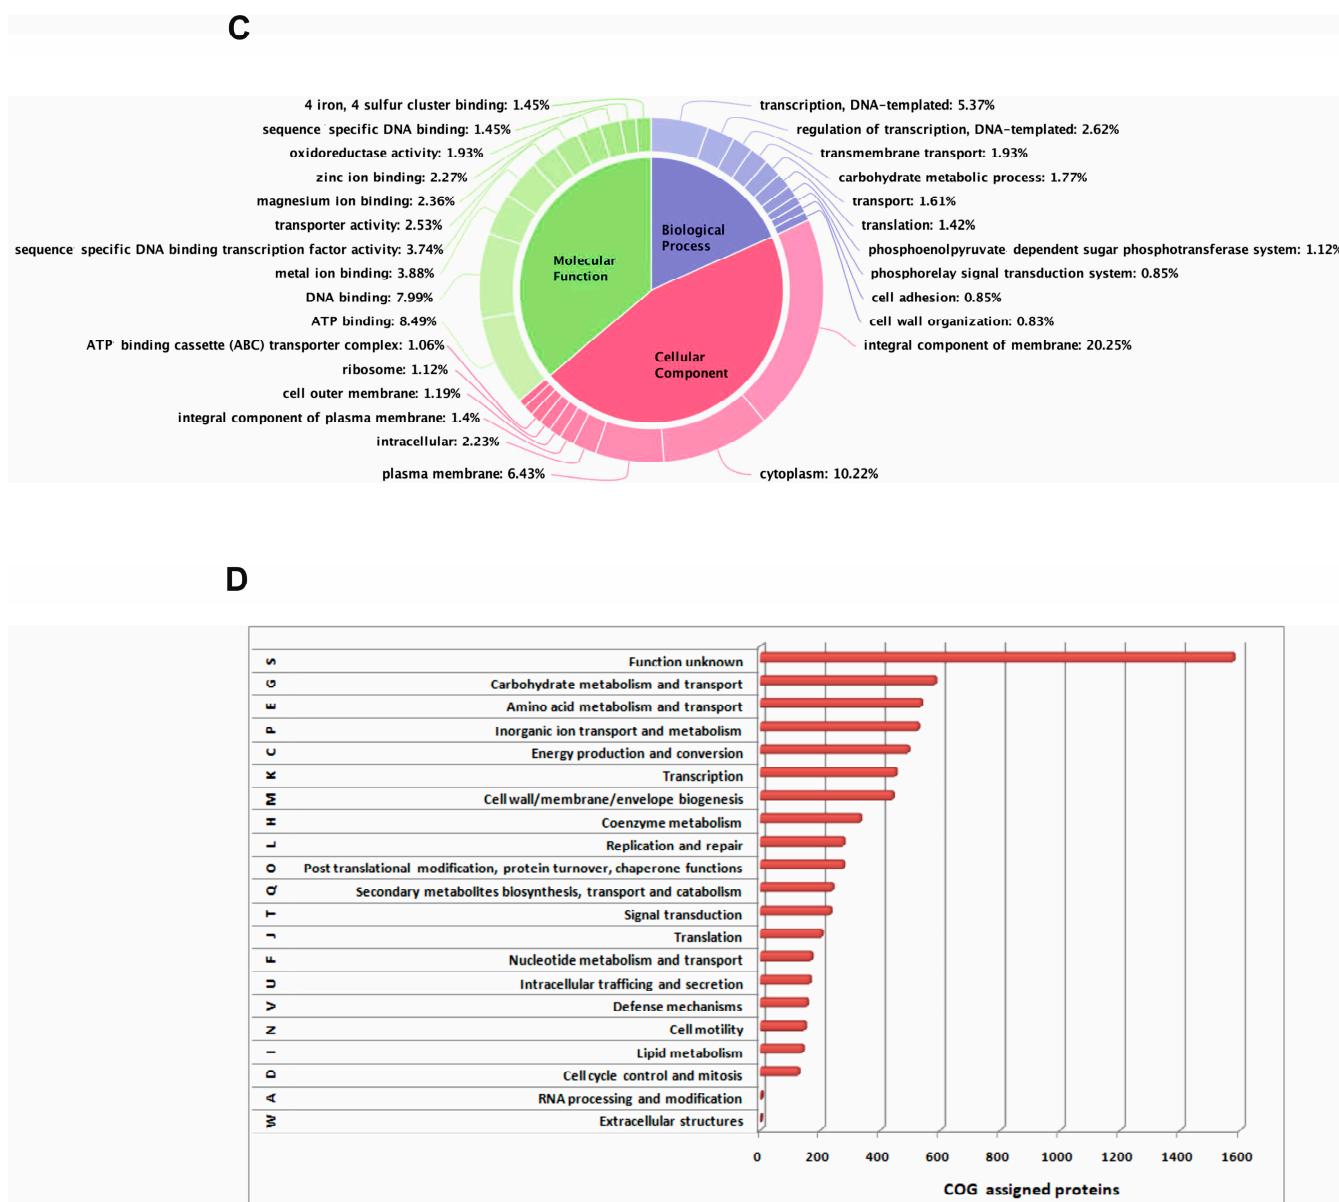 C
4 iron, 4 sulfur cluster binding: 1.45%
sequence specific DNA binding: 1.45%
oxidoreductase activity: 1.93%
zinc ion binding: 2.27%
magnesium ion binding: 2.36%
transporter activity: 2.53%
sequence specific DNA binding transcription factor activity: 3.74%
metal ion binding: 3.88%
DNA binding: 7.99%
ATP binding: 8.49%
ATP binding cassette (ABC) transporter complex: 1.06%
ribosome: 1.12%
cell outer membrane: 1.19%
integral component of plasma membrane: 1.4%
intracellular: 2.23%
plasma membrane: 6.43%
Molecular
Function
Biological
Process
Cellular
Component
transcription, DNA-templated: 5.37%
regulation of transcription, DNA-templated: 2.62%
transmembrane transport: 1.93%
carbohydrate metabolic process: 1.77%
transport: 1.61%
translation: 1.42%
phosphoenolpyruvate dependent sugar phosphotransferase system: 1.12%
phosphorelay signal transduction system: 0.85%
cell adhesion: 0.85%
cell wall organization: 0.83%
integral component of membrane: 20.25%
cytoplasm: 10.22%
D
S Function unknown
G Carbohydrate metabolism and transport
E Amino acid metabolism and transport
P Inorganic ion transport and metabolism
C Energy production and conversion
K Transcription
M Cell wall/membrane/envelope biogenesis
H Coenzyme metabolism
L Replication and repair
O Post translational modification, protein turnover, chaperone functions
Q Secondary metabolites biosynthesis, transport and catabolism
T Signal transduction
J Translation
F Nucleotide metabolism and transport
U Intracellular trafficing and secretion
V Defense mechanisms
N Cell motility
I Lipid metabolism
D Cell cycle control and mitosis
A RNA processing and modification
W Extracellular structures
0 200 400 600 800 1000 1200 1400 1600
COG assigned proteins